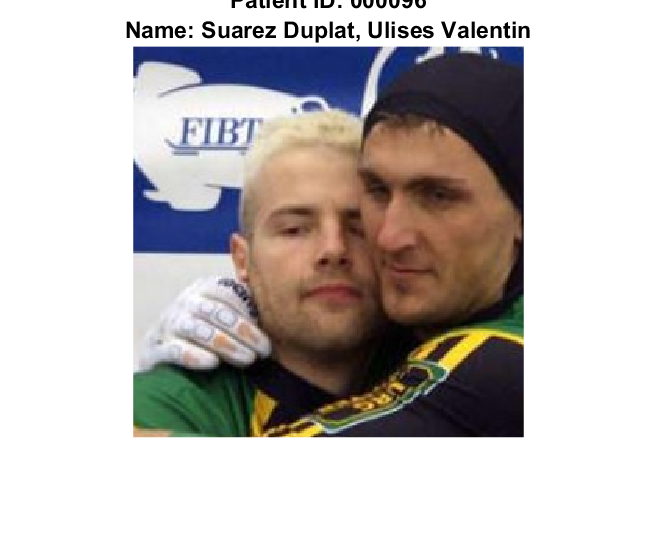 Patient ID: 000096
Name: Suarez Duplat, Ulises Valentin
FIBT